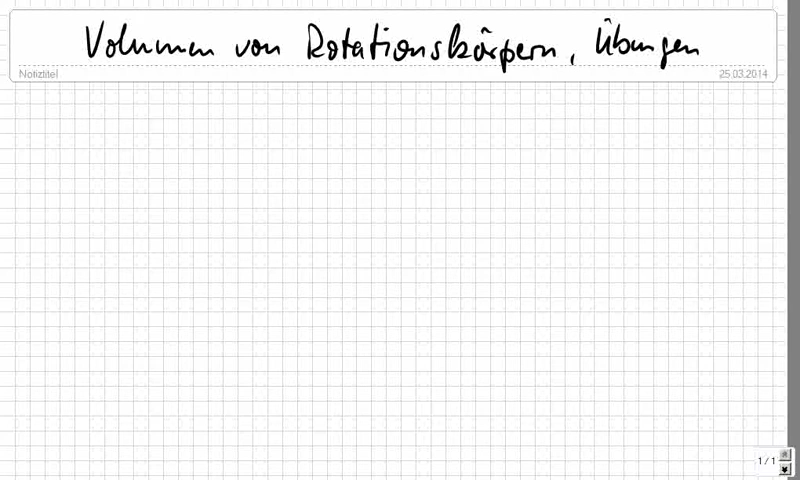 Volumen von Rotationskörpern, Übungen
Notiztitel
25.03.2014
1 / 1